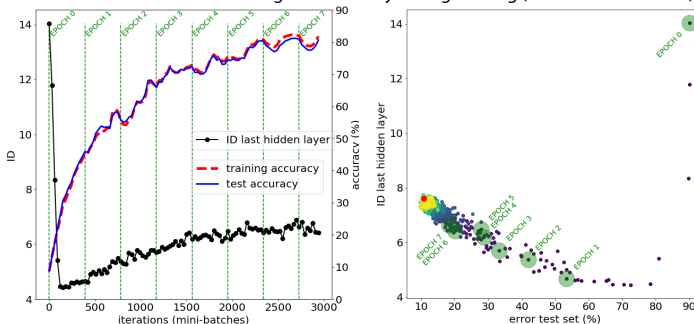 EPOCH 0
EPOCH 1
EPOCH 2
EPOCH 3
EPOCH 4
EPOCH 5
EPOCH 6
EPOCH 7
14
12
10
8
6
4
ID
90
80
70
60
50
40
30
20
10
0
accuracy (%)
ID last hidden layer
training accuracy
test accuracy
0 500 1000 1500 2000 2500 3000
iterations (mini-batches)
14
12
10
8
6
4
ID last hidden layer
EPOCH 0
EPOCH 5
EPOCH 4
EPOCH 3
EPOCH 2
EPOCH 1
EPOCH 7
EPOCH 6
10 20 30 40 50 60 70 80 90
error test set (%)